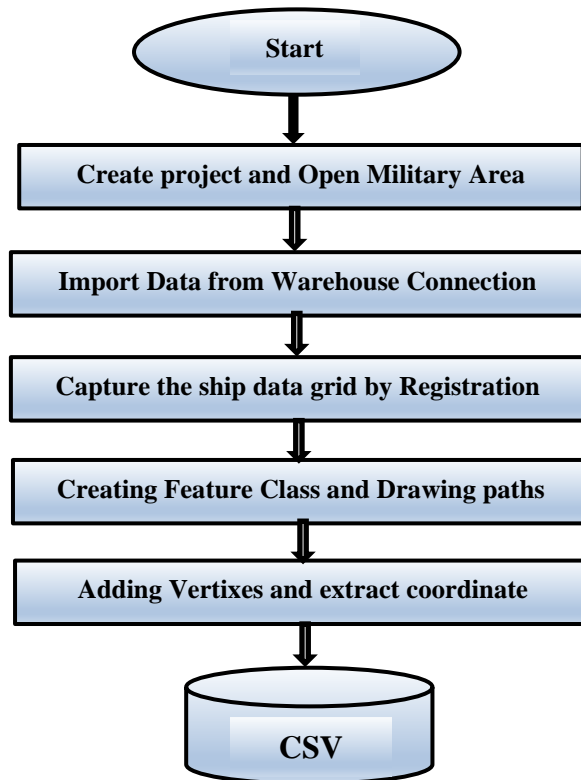 Start
Create project and Open Military Area
Import Data from Warehouse Connection
Capture the ship data grid by Registration
Creating Feature Class and Drawing paths
Adding Vertixes and extract coordinate
CSV